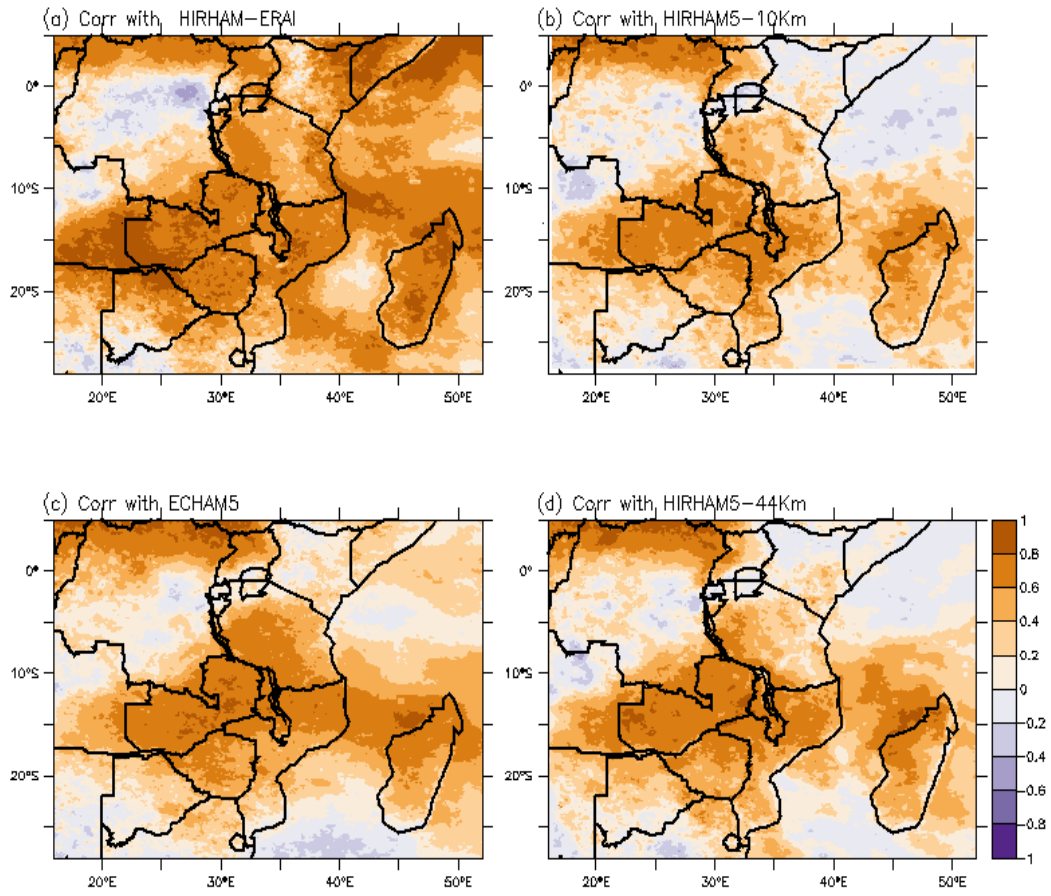 (a) Corr with HIRHAM-ERAI
(b) Corr with HIRHAM5-10Km
0°
10°S
20°S
20°E 30°E 40°E 50°E
0°
10°S
20°S
20°E 30°E 40°E 50°E
(c) Corr with ECHAM5
(d) Corr with HIRHAM5-44Km
0°
10°S
20°S
20°E 30°E 40°E 50°E
0°
10°S
20°S
20°E 30°E 40°E 50°E
1
0.8
0.6
0.4
0.2
0
0.2
0.4
0.6
0.8
1